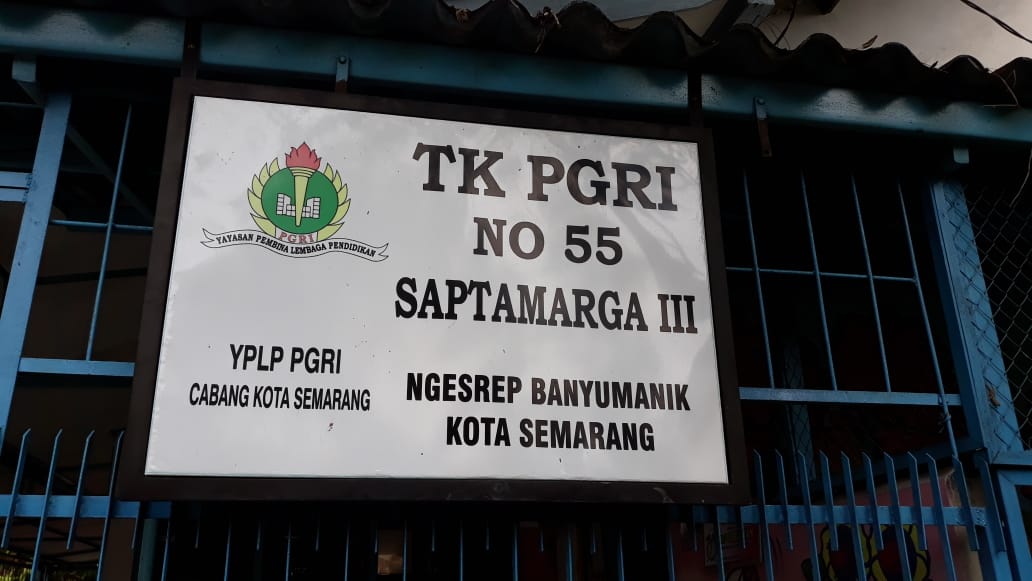 TK PGRI
NO 55
SAPTAMARGA III
NGESREP BANYUMANIK
KOTA SEMARANG
PGRI
YAYASAN PEMBINA LEMBAGA PENDIDIKAN
YPLP PGRI
CABANG KOTA SEMARANG